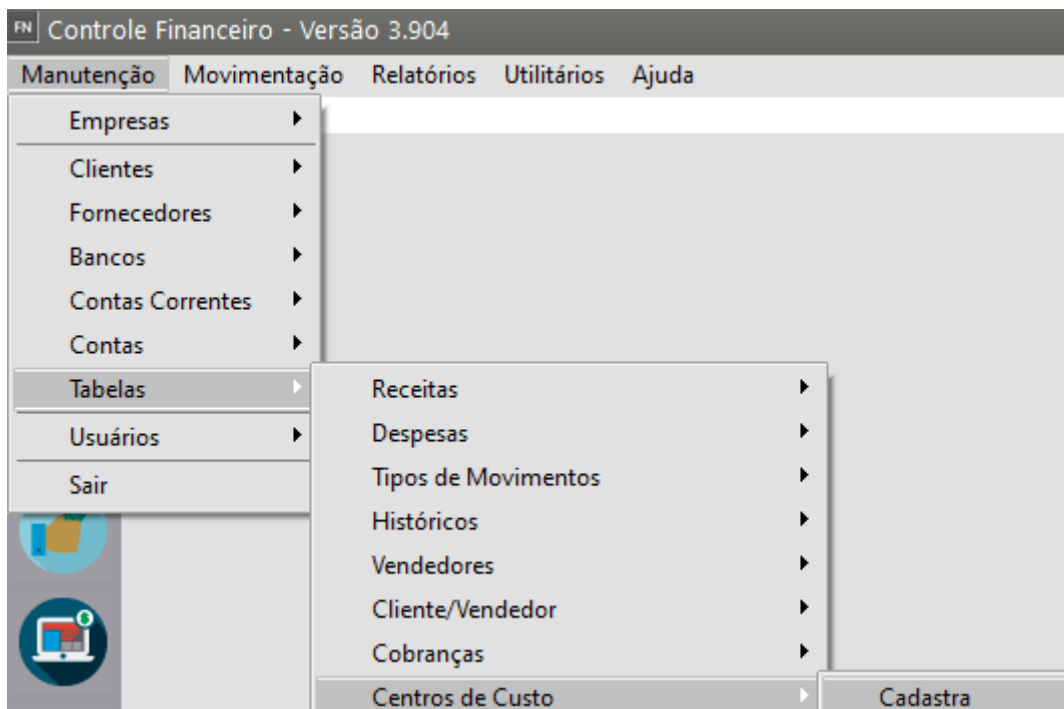 FN Controle Financeiro - Versão 3.904
Manutenção Movimentação Relatórios Utilitários Ajuda
Empresas
Clientes
Fornecedores
Bancos
Contas Correntes
Contas
Tabelas
Usuários
Sair
Receitas
Despesas
Tipos de Movimentos
Históricos
Vendedores
Cliente/Vendedor
Cobranças
Centros de Custo
Cadastra